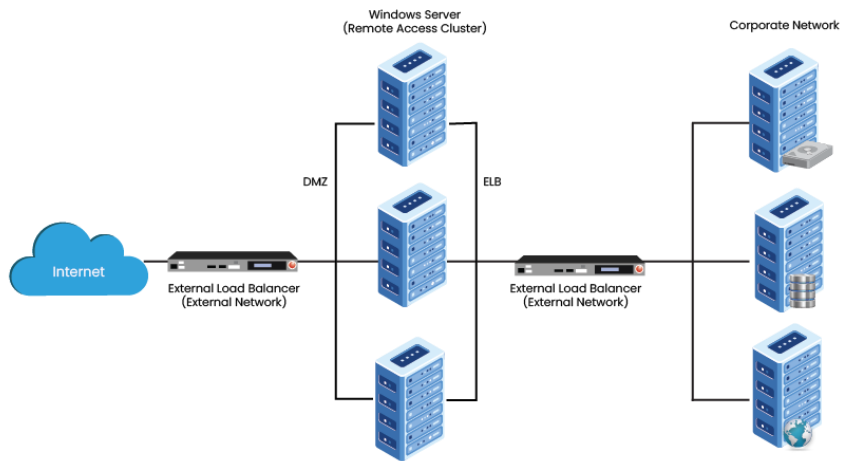 Windows Server
(Remote Access Cluster)
Corporate Network
DMZ
ELB
Internet
External Load Balancer
(External Network)
External Load Balancer
(External Network)